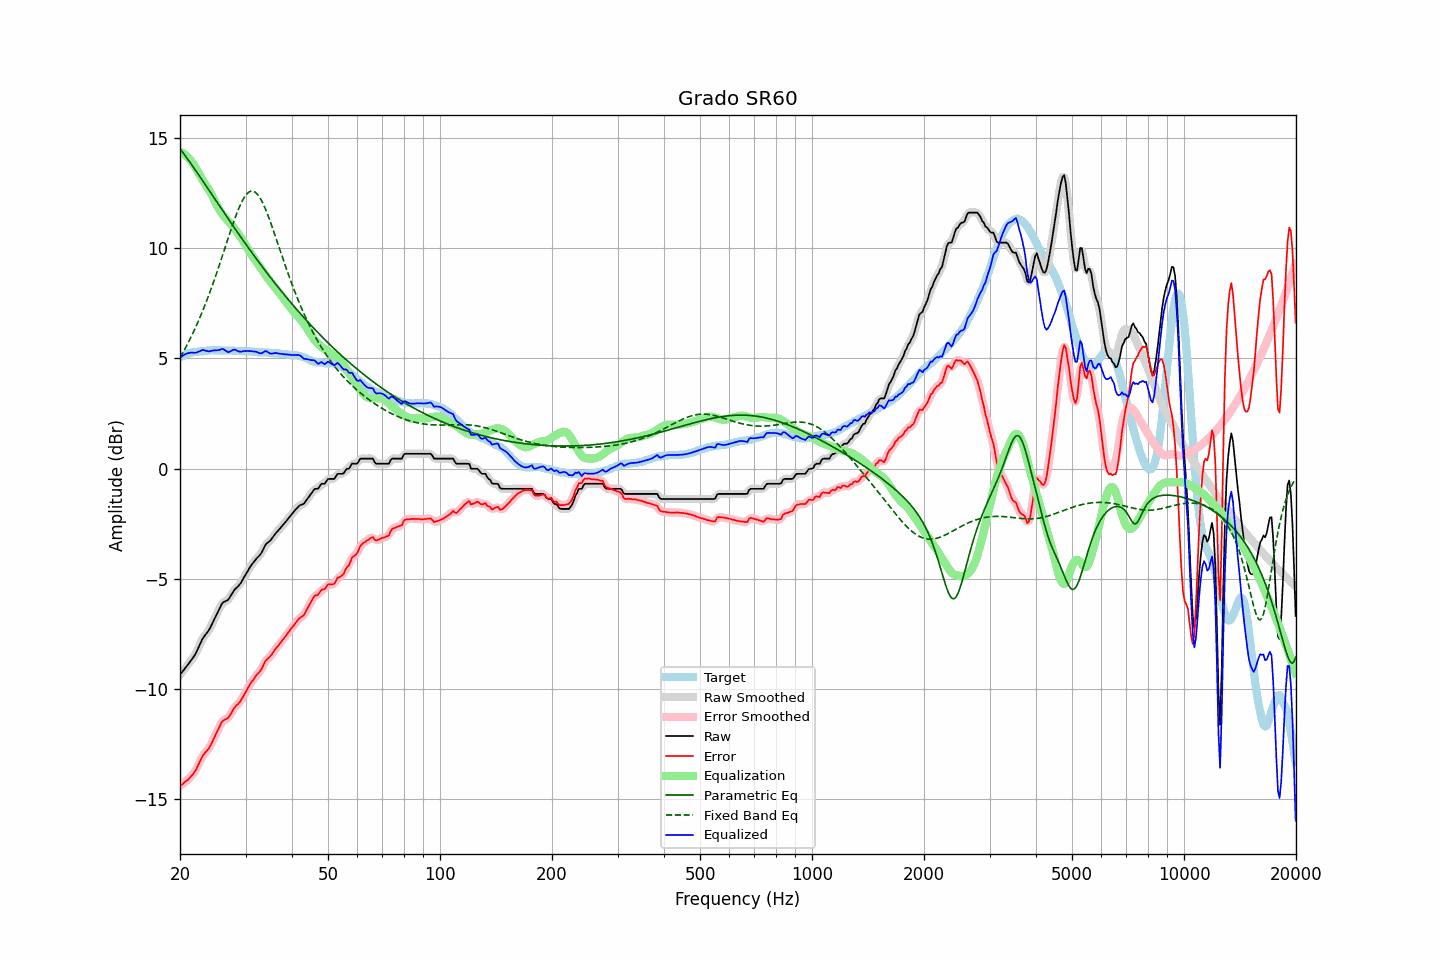 Grado SR60
Amplitude (dBr)
15
10
5
0
−5
−10
−15
20
50
100
200
500
1000
2000
5000
10000
20000
Frequency (Hz)
Target
Raw Smoothed
Error Smoothed
Raw
Error
Equalization
Parametric Eq
Fixed Band Eq
Equalized